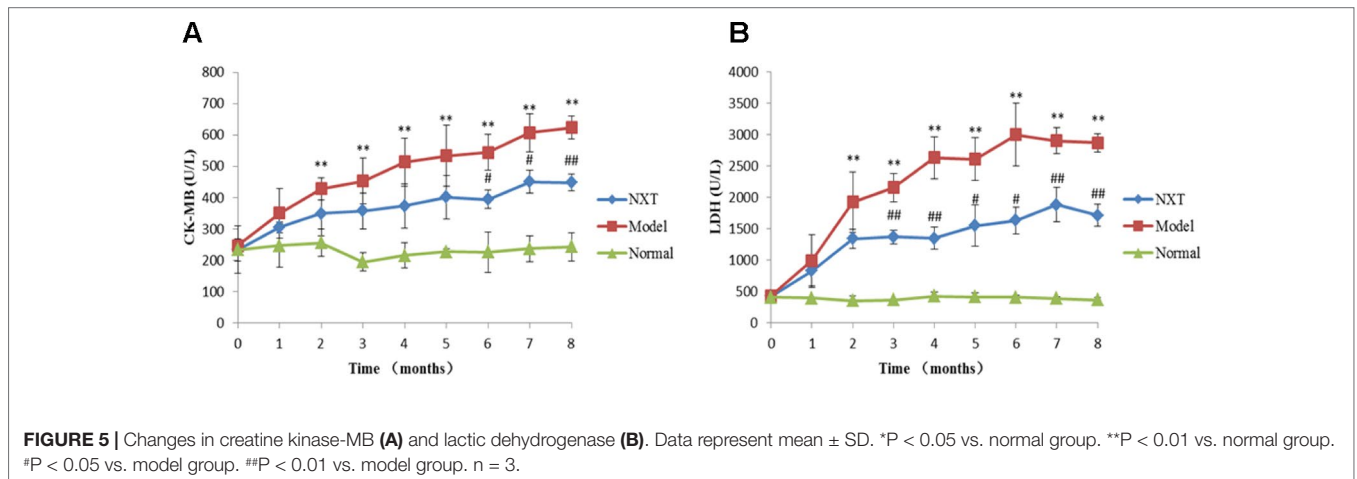 A
800
700
600
500
400
300
200
100
0
CK-MB (U/L)
** ** ** ** ** ** **
# # ##
0 1 2 3 4 5 6 7 8
Time（months）
NXT
Model
Normal
B
4000
3500
3000
2500
2000
1500
1000
500
0
LDH (U/L)
** ** ** ** ** ** **
## ## # # ## ##
0 1 2 3 4 5 6 7 8
Time（months）
NXT
Model
Normal
FIGURE 5 | Changes in creatine kinase-MB (A) and lactic dehydrogenase (B). Data represent mean ± SD. *P < 0.05 vs. normal group. **P < 0.01 vs. normal group.
#P < 0.05 vs. model group. ##P < 0.01 vs. model group. n = 3.